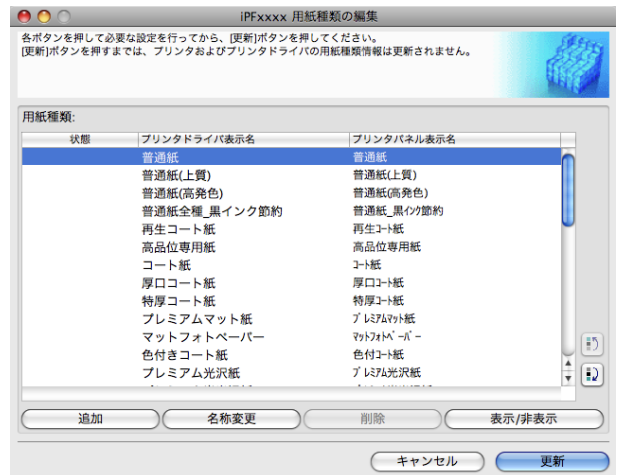 iPFxxxx 用紙種類の編集
各ボタンを押して必要な設定を行ってから、[更新]ボタンを押してください。
[更新]ボタンを押すまでは、プリンタおよびプリンタドライバの用紙種類情報は更新されません。
用紙種類:
状態 プリンタドライバ表示名 プリンタパネル表示名
普通紙 普通紙
普通紙(上質) 普通紙(上質)
普通紙(高発色) 普通紙(高発色)
普通紙全種_黒インク節約 普通紙_黒ｲﾝｸ節約
再生コート紙 再生ｺｰﾄ紙
高品位専用紙 高品位専用紙
コート紙 ｺｰﾄ紙
厚口コート紙 厚口ｺｰﾄ紙
特厚コート紙 特厚ｺｰﾄ紙
プレミアムマット紙 ﾌﾟﾚﾐｱﾑﾏｯﾄ紙
マットフォトペーパー ﾏｯﾄﾌｫﾄﾍﾟｰﾊﾟｰ
色付きコート紙 色付ｺｰﾄ紙
プレミアム光沢紙 ﾌﾟﾚﾐｱﾑ光沢紙
追加 名称変更 削除 表示/非表示
キャンセル 更新